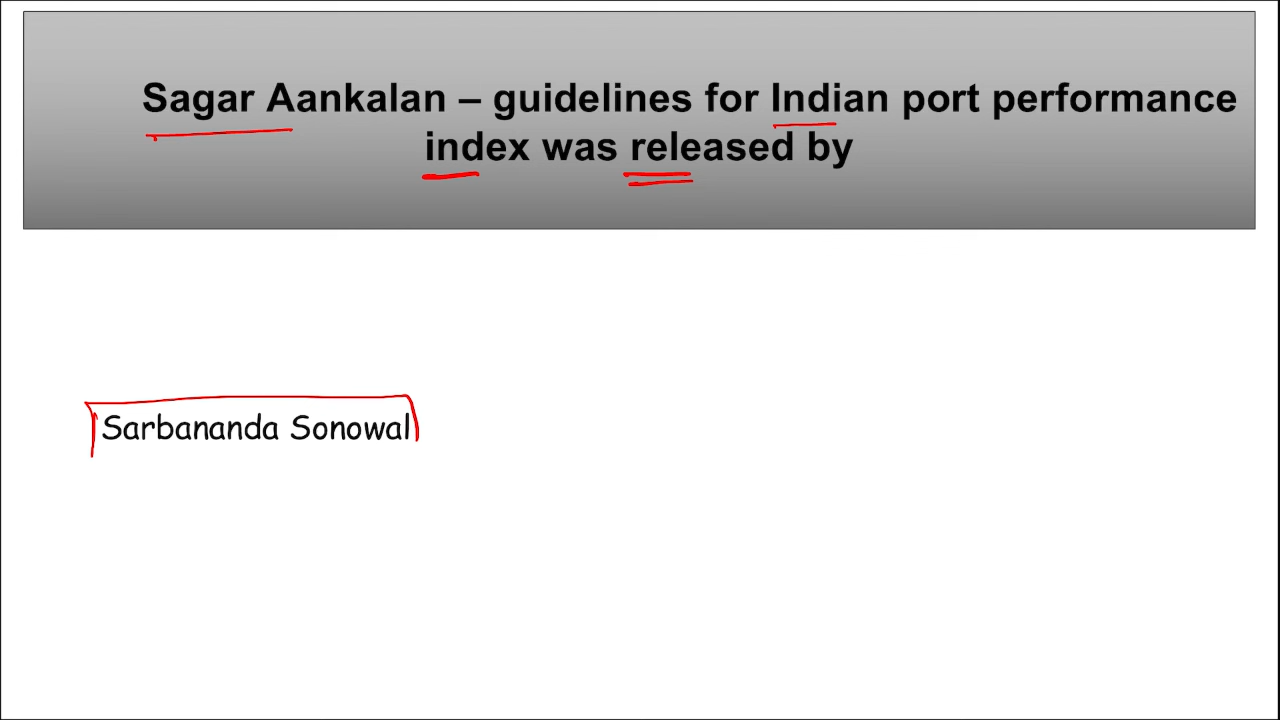 Sagar Aankalan – guidelines for Indian port performance
index was released by
Sarbananda Sonowal